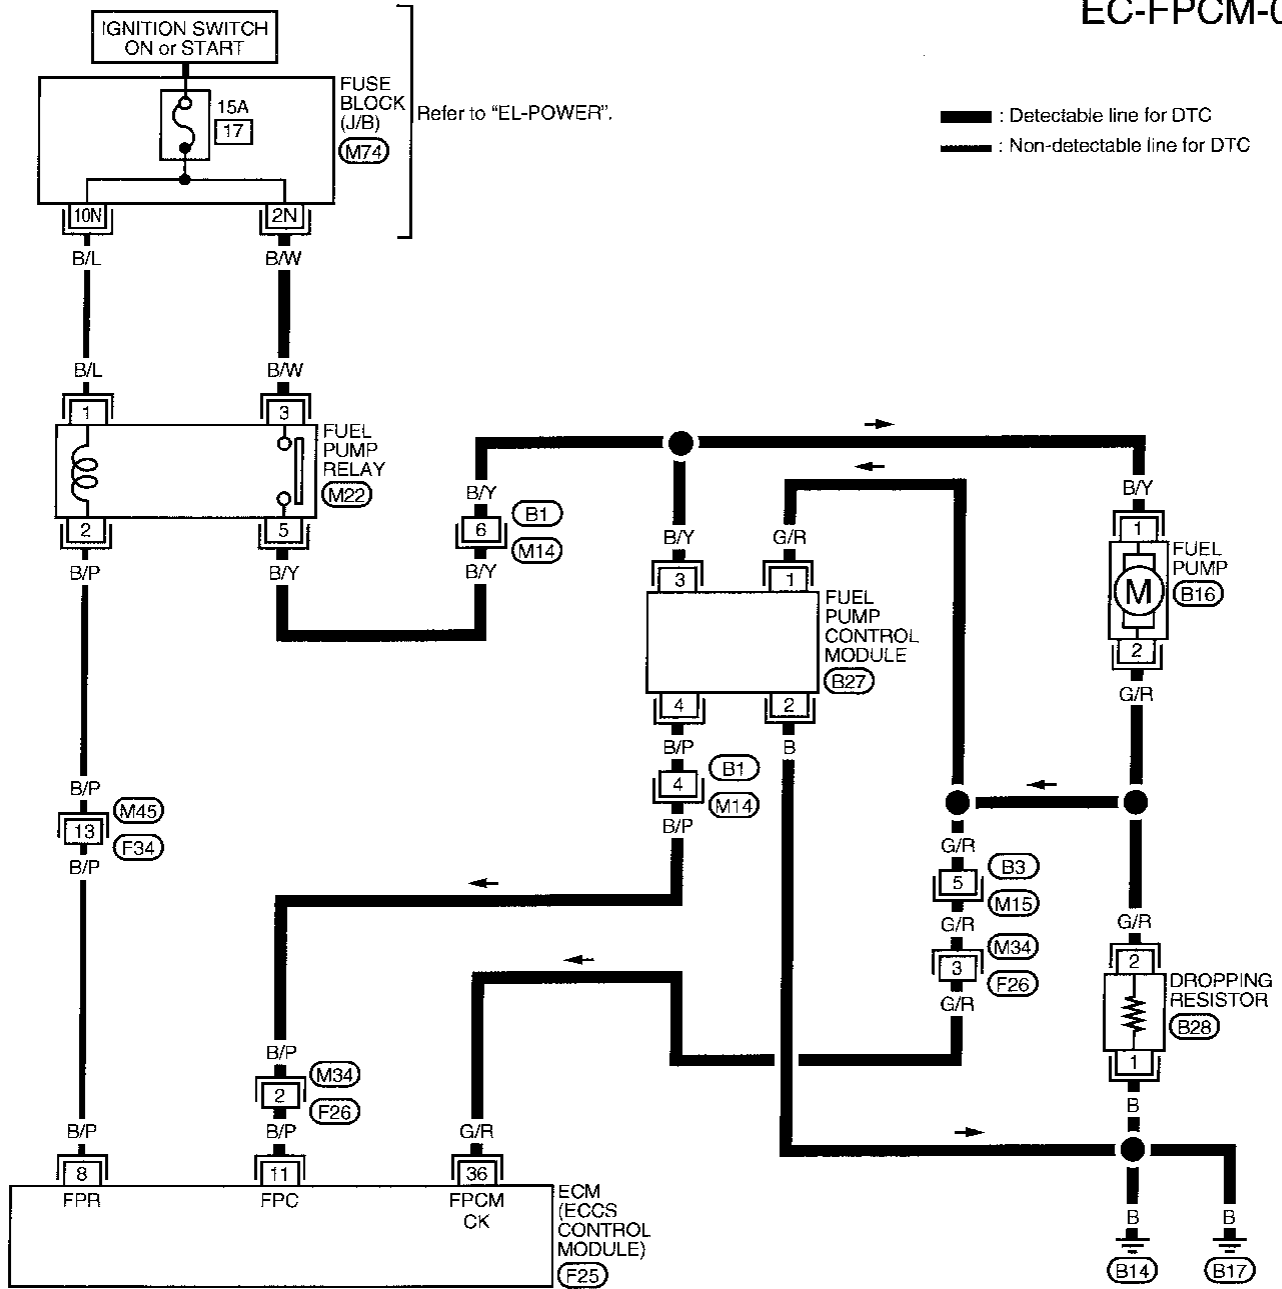 EC-FPCM-0
IGNITION SWITCH
ON or START
15A
17
FUSE
BLOCK
(J/B)
M74
Refer to "EL-POWER".
: Detectable line for DTC
: Non-detectable line for DTC
10N
2N
B/L
B/W
B/L
B/W
1
3
FUEL
PUMP
RELAY
M22
2
5
B/P
B/Y
B/Y
6
B1
M14
B/Y
B/Y
3
G/R
1
FUEL
PUMP
CONTROL
MODULE
B27
4
2
B/P
B
4
B1
M14
B/P
B/Y
1
M
FUEL
PUMP
B16
2
G/R
B/P
13
M45
F34
B/P
G/R
5
B3
M15
G/R
3
M34
F26
G/R
G/R
2
DROPPING
RESISTOR
B28
1
B
B/P
2
M34
F26
B/P
B/P
G/R
8
11
36
FPR
FPC
FPCM
CK
ECM
(ECCS
CONTROL
MODULE)
F25
B
B
B14
B17